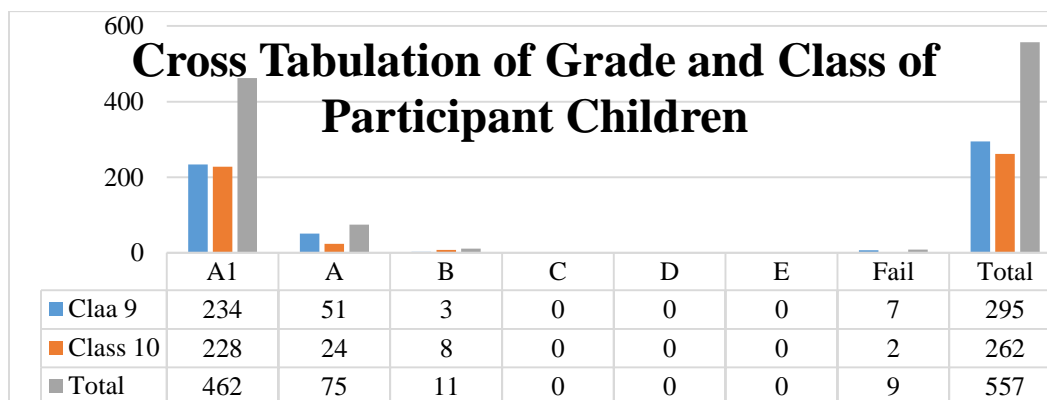 600
Cross Tabulation of Grade and Class of
Participant Children
400
200
0
A1 A B C D E Fail Total
Claa 9 234 51 3 0 0 0 7 295
Class 10 228 24 8 0 0 0 2 262
Total 462 75 11 0 0 0 9 557